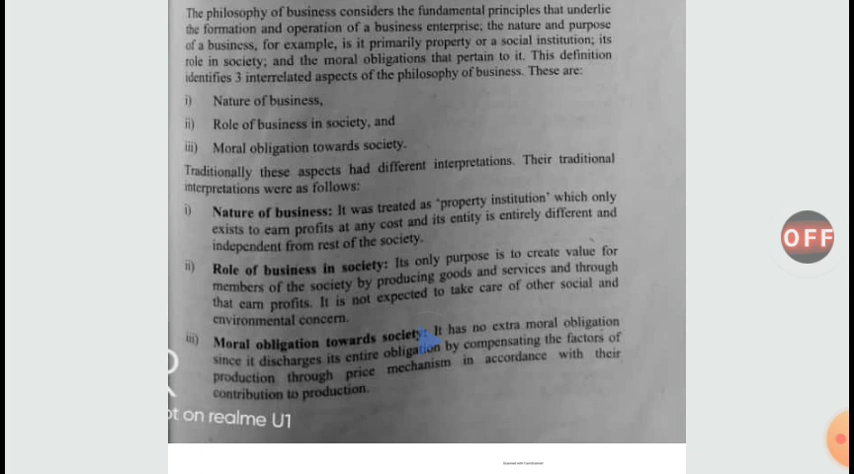 The philosophy of business considers the fundamental principles that underlie
the formation and operation of a business enterprise; the nature and purpose
of a business, for example, is it primarily property or a social institution; its
role in society; and the moral obligations that pertain to it. This definition
identifies 3 interrelated aspects of the philosophy of business. These are:
i) Nature of business,
ii) Role of business in society, and
iii) Moral obligation towards society.
Traditionally these aspects had different interpretations. Their traditional
interpretations were as follows:
i) Nature of business: It was treated as 'property institution' which only
exists to earn profits at any cost and its entity is entirely different and
independent from rest of the society.
ii) Role of business in society: Its only purpose is to create value for
members of the society by producing goods and services and through
that earn profits. It is not expected to take care of other social and
environmental concern.
iii) Moral obligation towards society: It has no extra moral obligation
since it discharges its entire obligation by compensating the factors of
production through price mechanism in accordance with their
contribution to production.
ot on realme U1
OFF
Scanned with CamScanner